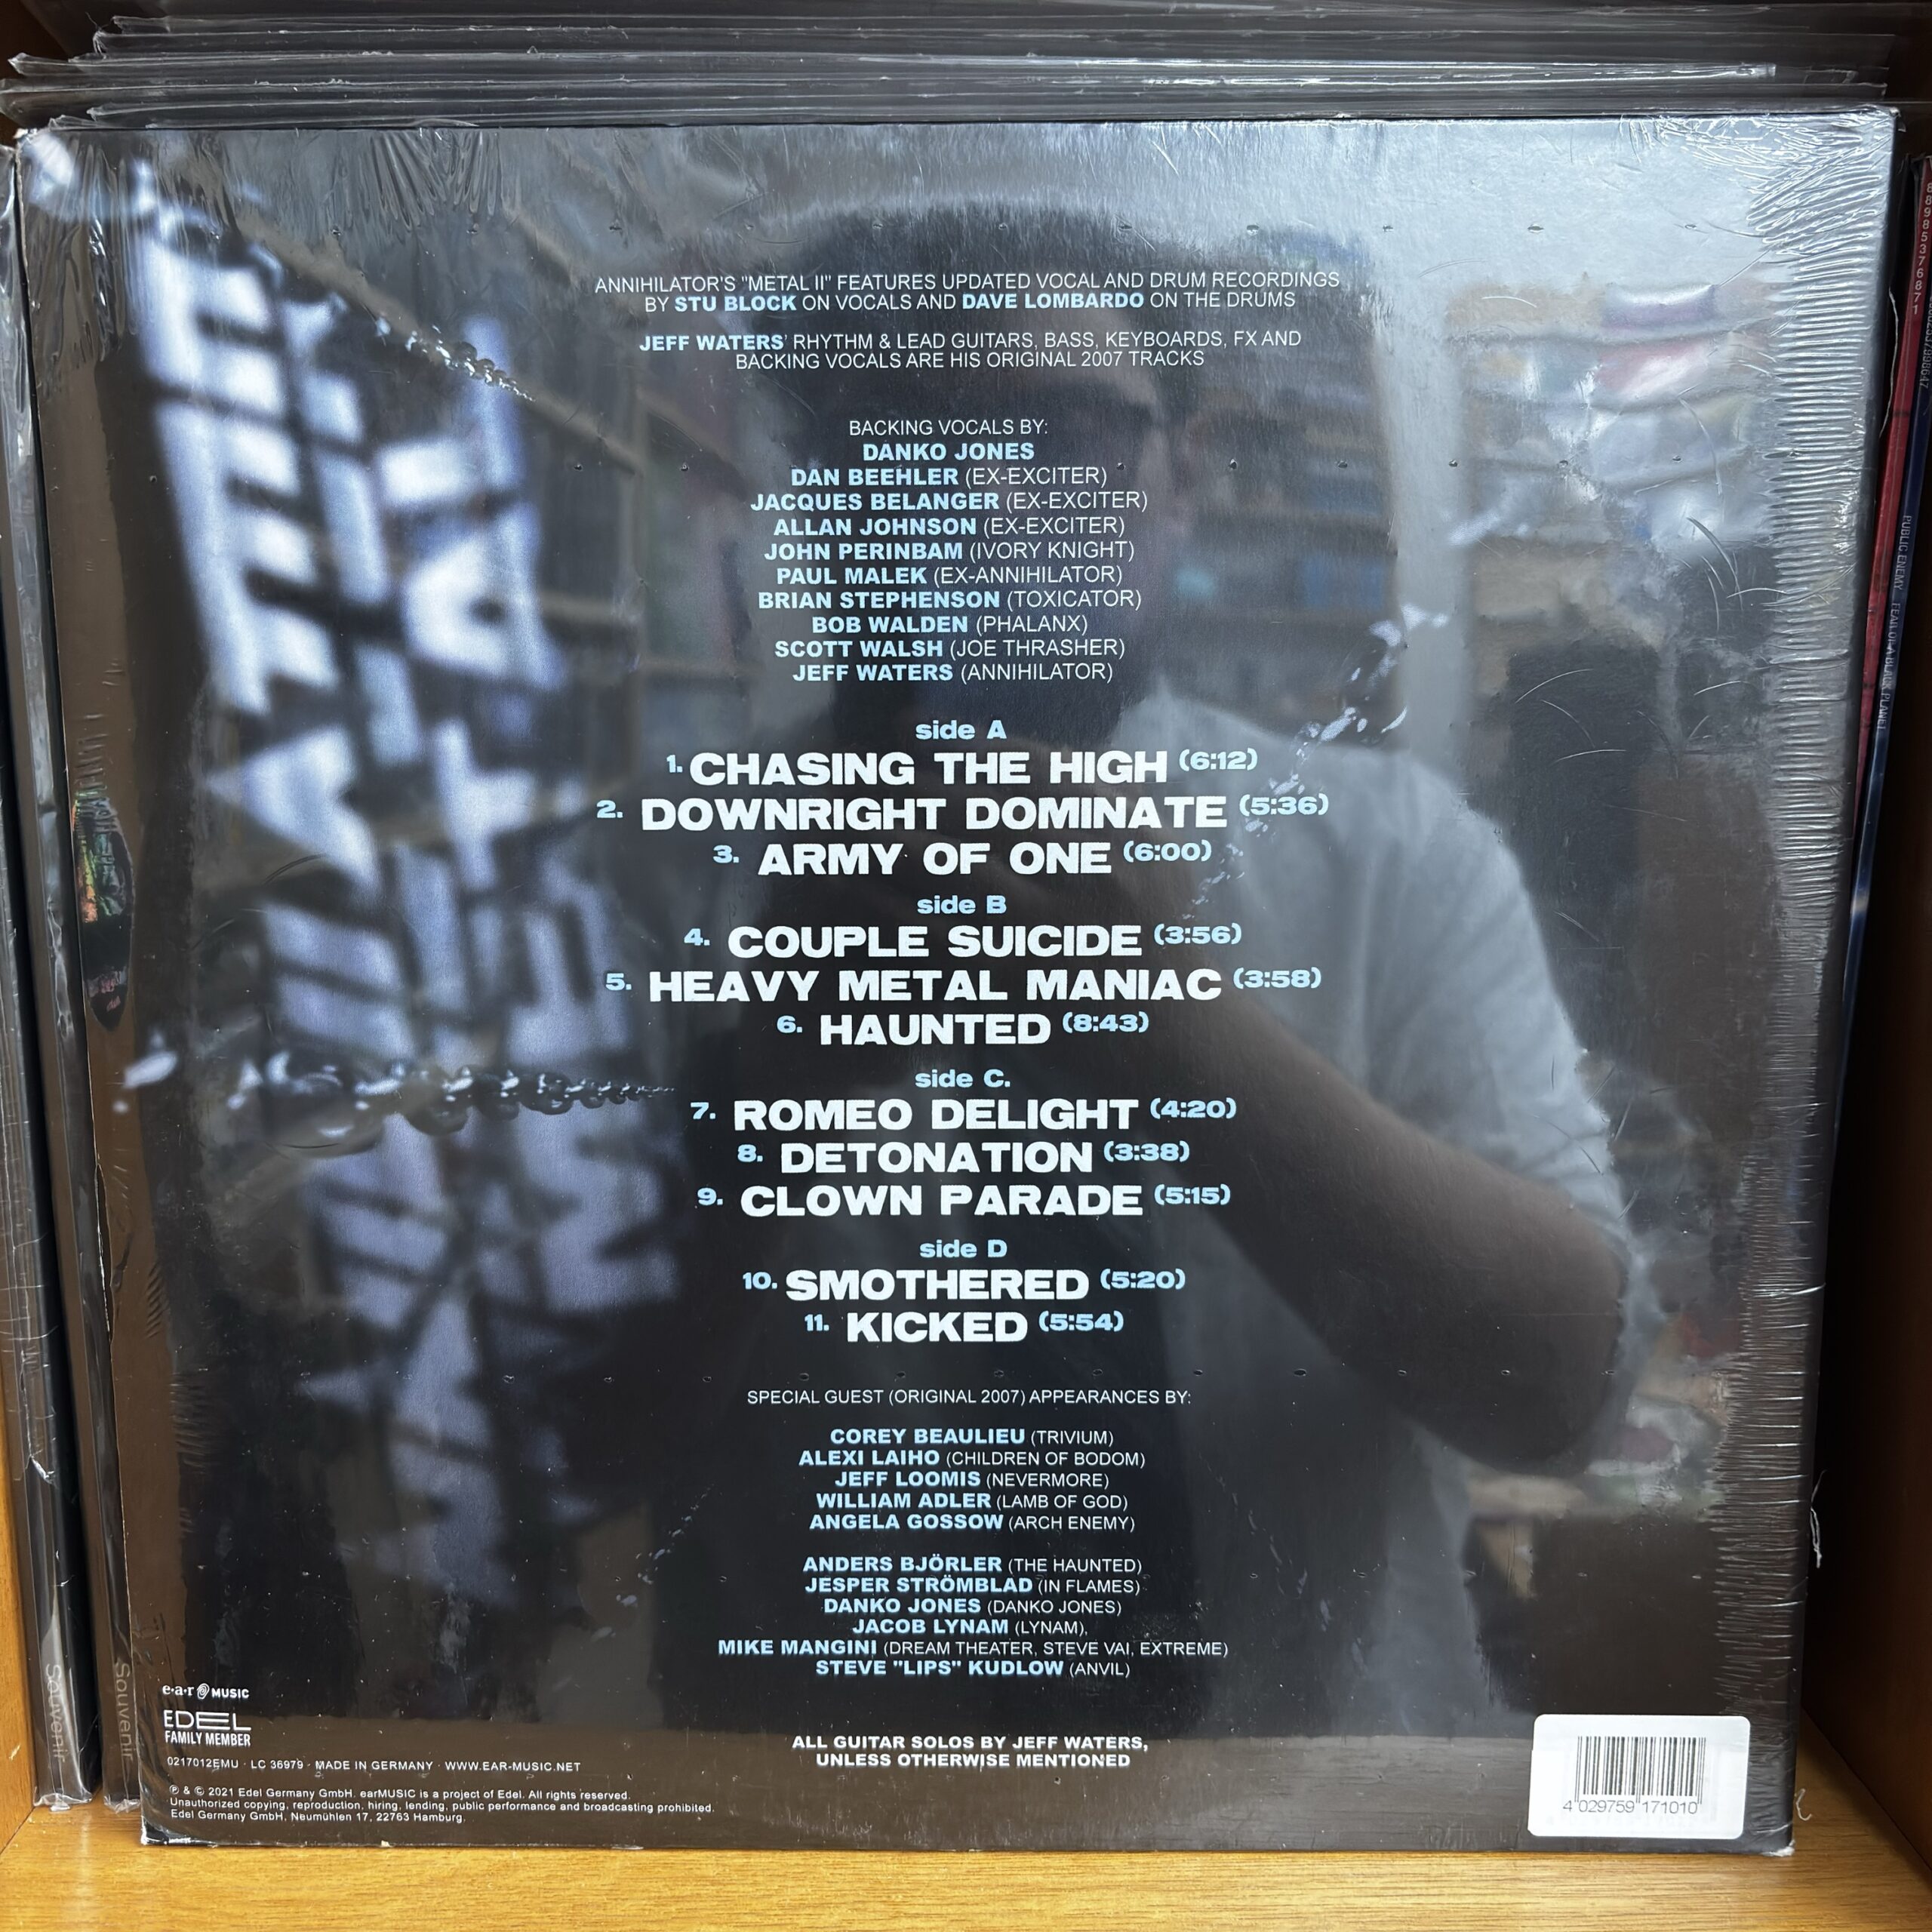 ANNIHILATOR'S "METAL II" FEATURES UPDATED VOCAL AND DRUM RECORDINGS
BY STU BLOCK ON VOCALS AND DAVE LOMBARDO ON THE DRUMS
JEFF WATERS' RHYTHM & LEAD GUITARS, BASS, KEYBOARDS, FX AND
BACKING VOCALS ARE HIS ORIGINAL 2007 TRACKS
BACKING VOCALS BY:
DANKO JONES
DAN BEEHLER (EX-EXCITER)
JACQUES BELANGER (EX-EXCITER)
ALLAN JOHNSON (EX-EXCITER)
JOHN PERINBAM (IVORY KNIGHT)
PAUL MALEK (EX-ANNIHILATOR)
BRIAN STEPHENSON (TOXICATOR)
BOB WALDEN (PHALANX)
SCOTT WALSH (JOE THRASHER)
JEFF WATERS (ANNIHILATOR)
side A
1. CHASING THE HIGH (6:12)
2. DOWNRIGHT DOMINATE (5:36)
3. ARMY OF ONE (6:00)
side B
4. COUPLE SUICIDE (3:56)
5. HEAVY METAL MANIAC (3:58)
6. HAUNTED (8:43)
side C.
7. ROMEO DELIGHT (4:20)
8. DETONATION (3:38)
9. CLOWN PARADE (5:15)
side D
10. SMOTHERED (5:20)
11. KICKED (5:54)
SPECIAL GUEST (ORIGINAL 2007) APPEARANCES BY:
COREY BEAULIEU (TRIVIUM)
ALEXI LAIHO (CHILDREN OF BODOM)
JEFF LOOMIS (NEVERMORE)
WILLIAM ADLER (LAMB OF GOD)
ANGELA GOSSOW (ARCH ENEMY)
ANDERS BJÖRLER (THE HAUNTED)
JESPER STRÖMBLAD (IN FLAMES)
DANKO JONES (DANKO JONES)
JACOB LYNAM (LYNAM),
MIKE MANGINI (DREAM THEATER, STEVE VAI, EXTREME)
STEVE "LIPS" KUDLOW (ANVIL)
ALL GUITAR SOLOS BY JEFF WATERS,
UNLESS OTHERWISE MENTIONED
e·a·r MUSIC
EDEL
FAMILY MEMBER
0217012EMU · LC 36979 · MADE IN GERMANY · WWW.EAR-MUSIC.NET
℗ & © 2021 Edel Germany GmbH. earMUSIC is a project of Edel. All rights reserved.
Unauthorized copying, reproduction, hiring, lending, public performance and broadcasting prohibited.
Edel Germany GmbH, Neumühlen 17, 22763 Hamburg.
4 029759 171010
Souvenir
Souvenir
PUBLIC ENEMY FEAR OF A BLACK PLANET
88985376871